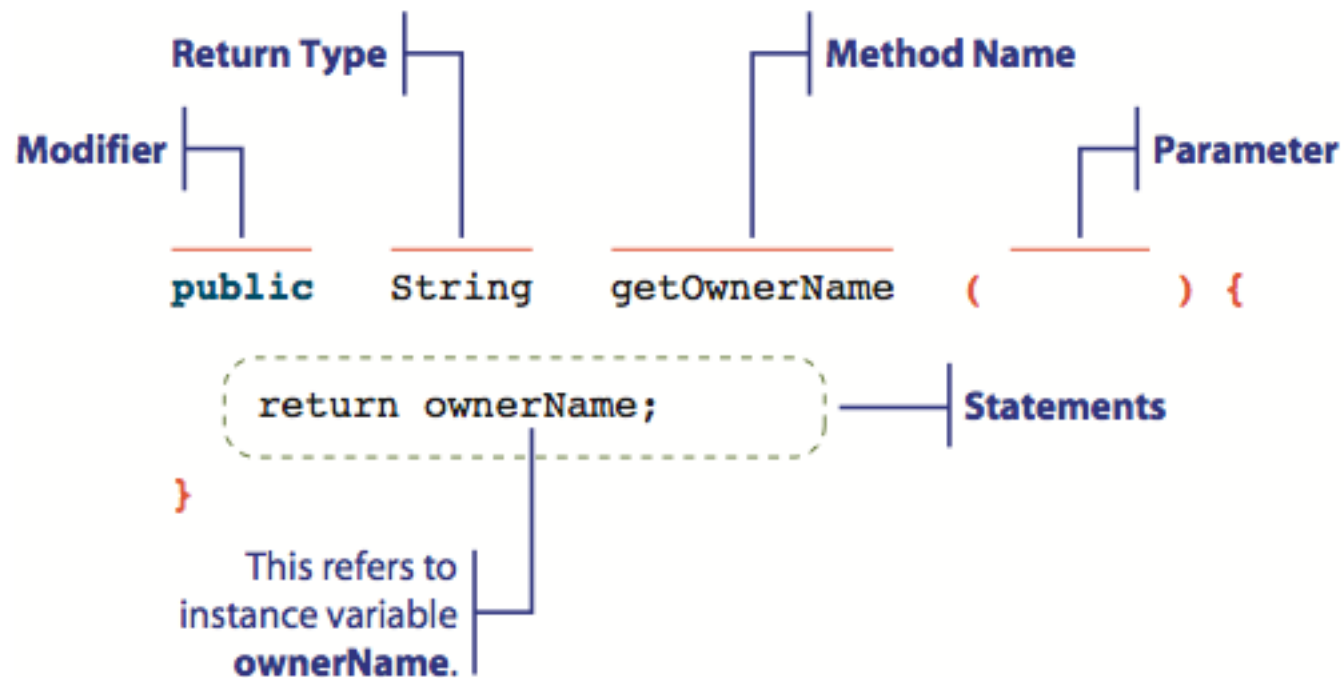 Return Type
Method Name
Modifier
Parameter
public String getOwnerName ( ) {
return ownerName;
Statements
}
This refers to
instance variable
ownerName.